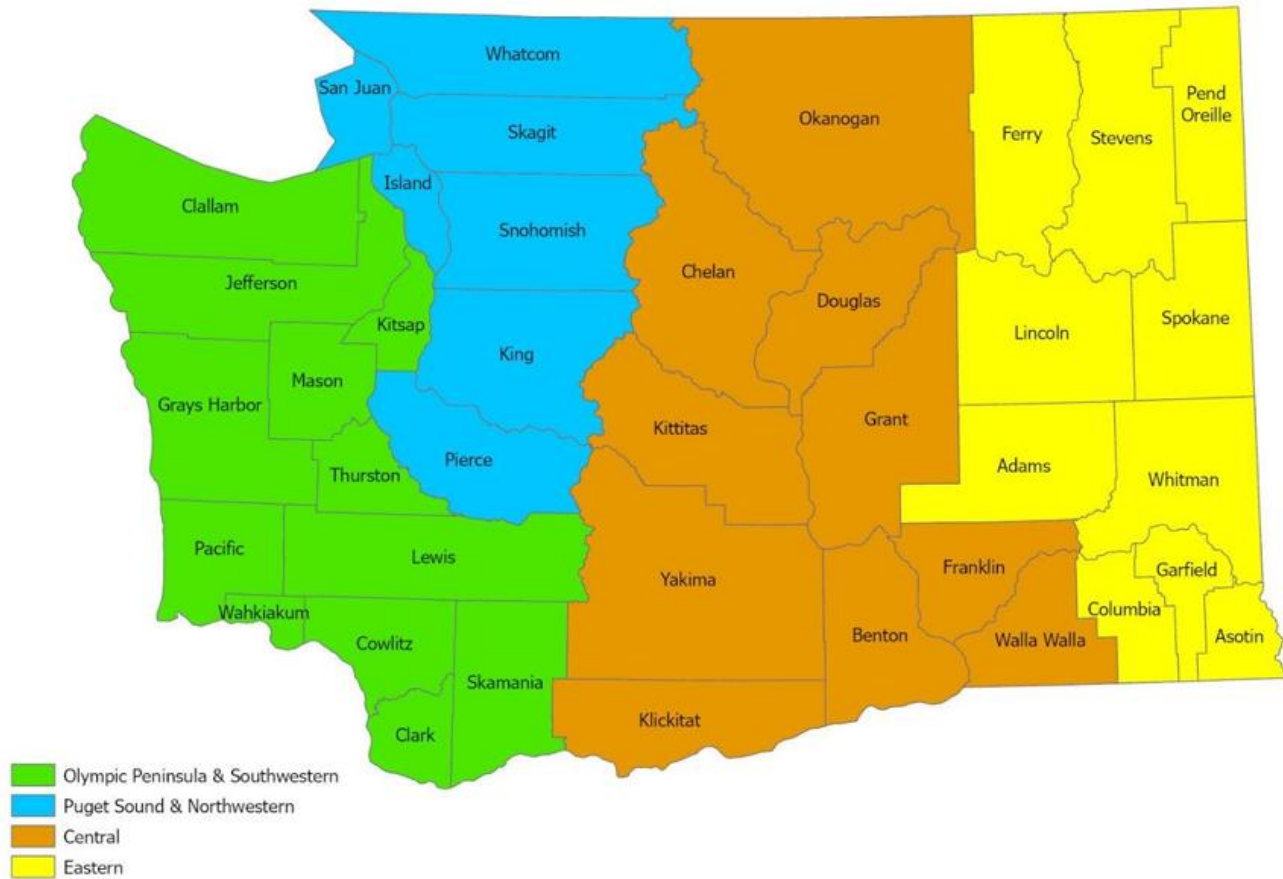 Whatcom
San Juan
Skagit
Okanogan
Ferry
Stevens
Pend
Oreille
Island
Clallam
Snohomish
Chelan
Jefferson
Douglas
Kitsap
Lincoln
Spokane
King
Mason
Grays Harbor
Grant
Kittitas
Pierce
Thurston
Adams
Whitman
Pacific
Lewis
Yakima
Franklin
Garfield
Wahkiakum
Columbia
Cowlitz
Benton
Walla Walla
Asotin
Skamania
Klickitat
Clark
Olympic Peninsula & Southwestern
Puget Sound & Northwestern
Central
Eastern